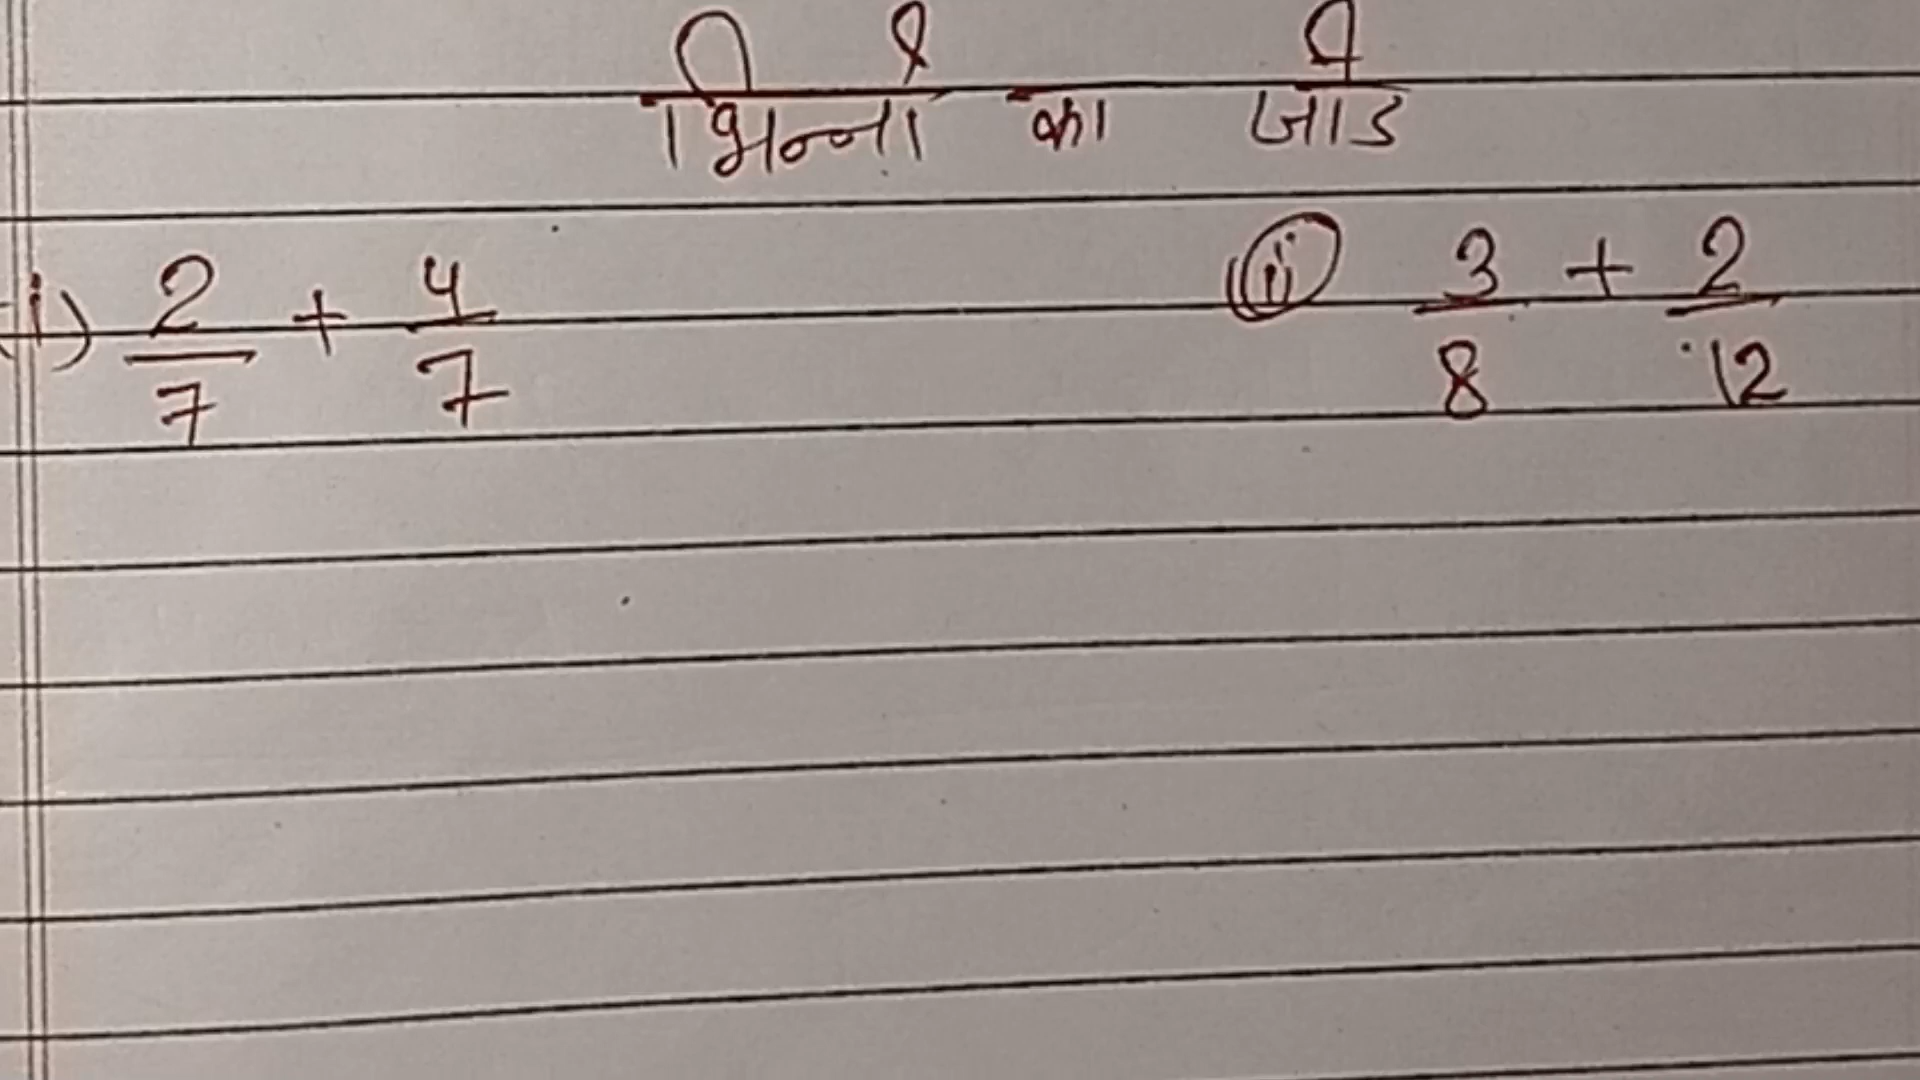 भिन्नों का जोड
(i) 2/7 + 4/7
(ii) 3/8 + 2/12